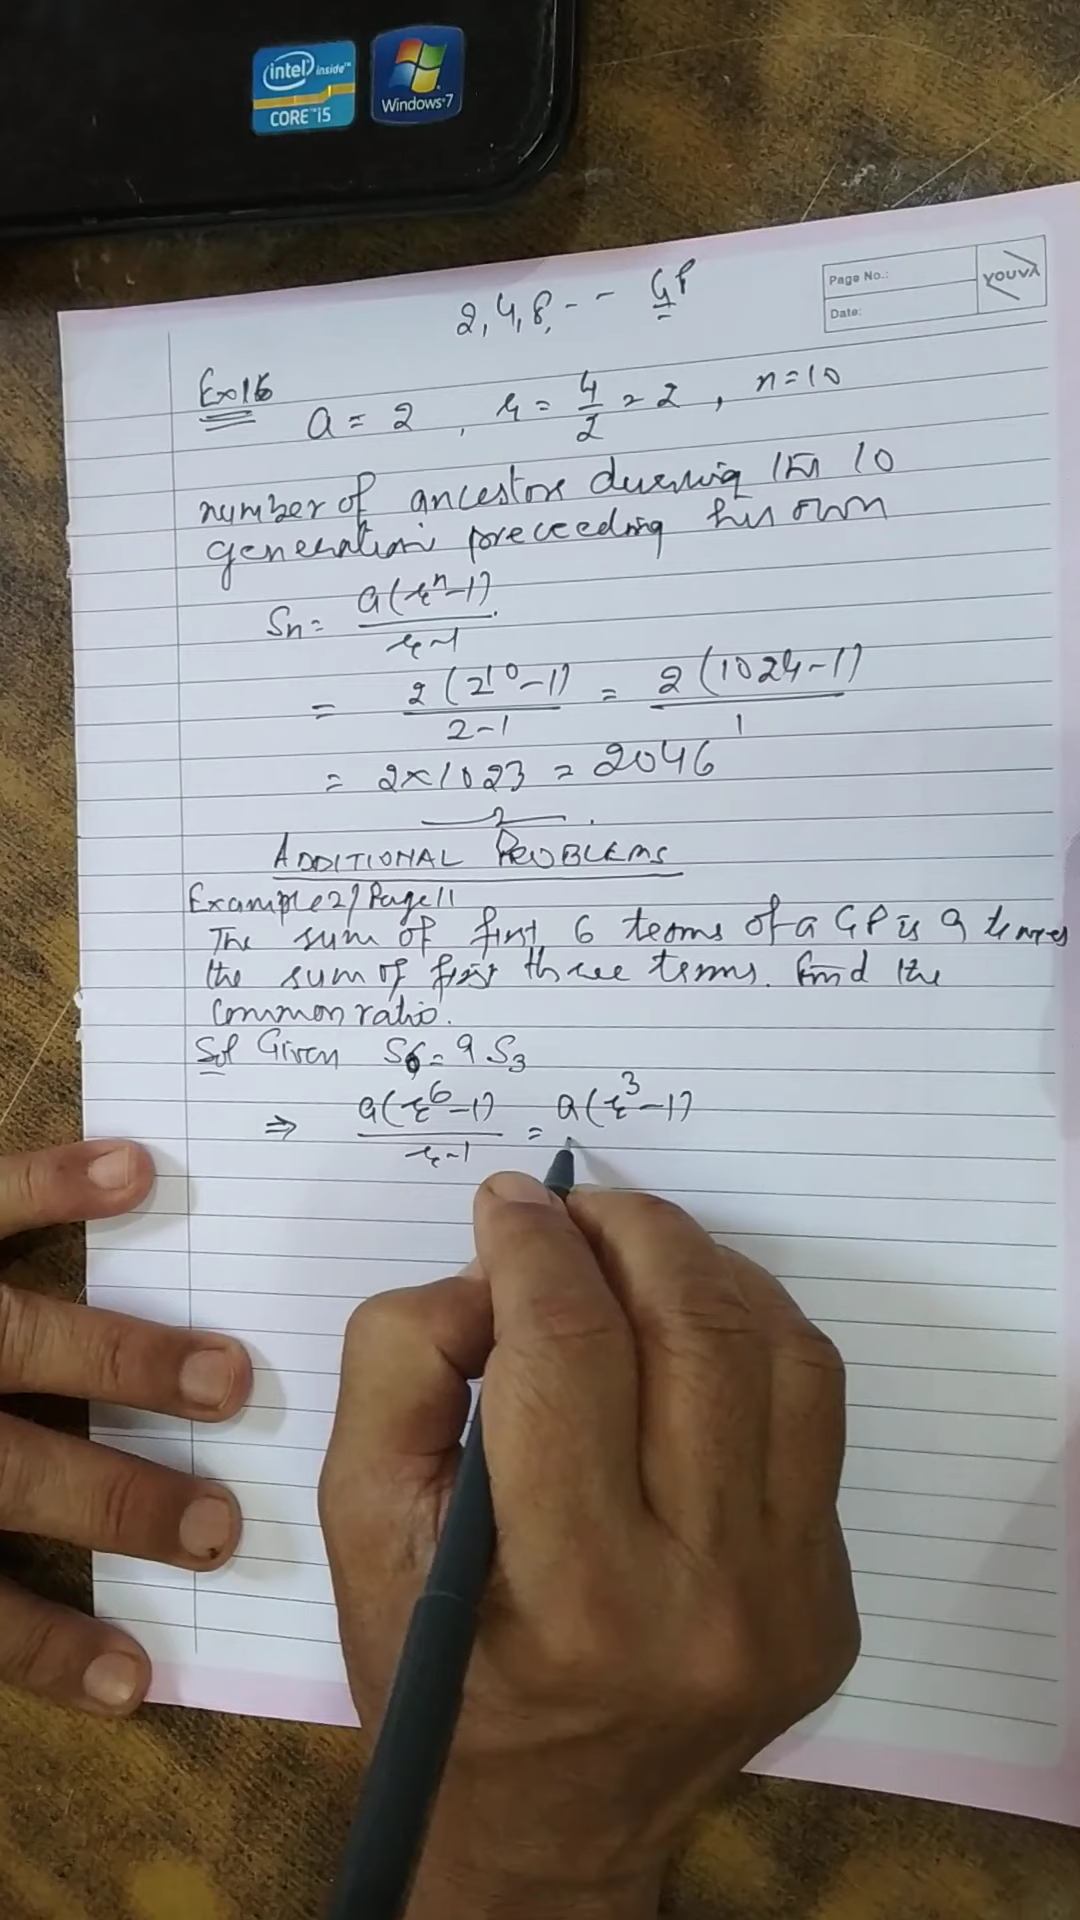 intel inside™
CORE™i5
Windows®7
Page No.:
Date:
YOUVA
2, 4, 8, - - GP
Ex 16
a = 2 , r = 4/2 = 2 , n = 10
number of ancestors during the 10
generation preceeding his own
Sn = a(r^n - 1) / r - 1
= 2(2^10 - 1) / 2 - 1 = 2(1024 - 1) / 1
= 2×1023 = 2046
ADDITIONAL PROBLEMS
Example 2/ Page 11
The sum of first 6 terms of a GP is 9 times
the sum of first three terms. Find the
common ratio.
Sol Given S6 = 9 S3
⇒ a(r^6 - 1) / r - 1 = a(r^3 - 1)